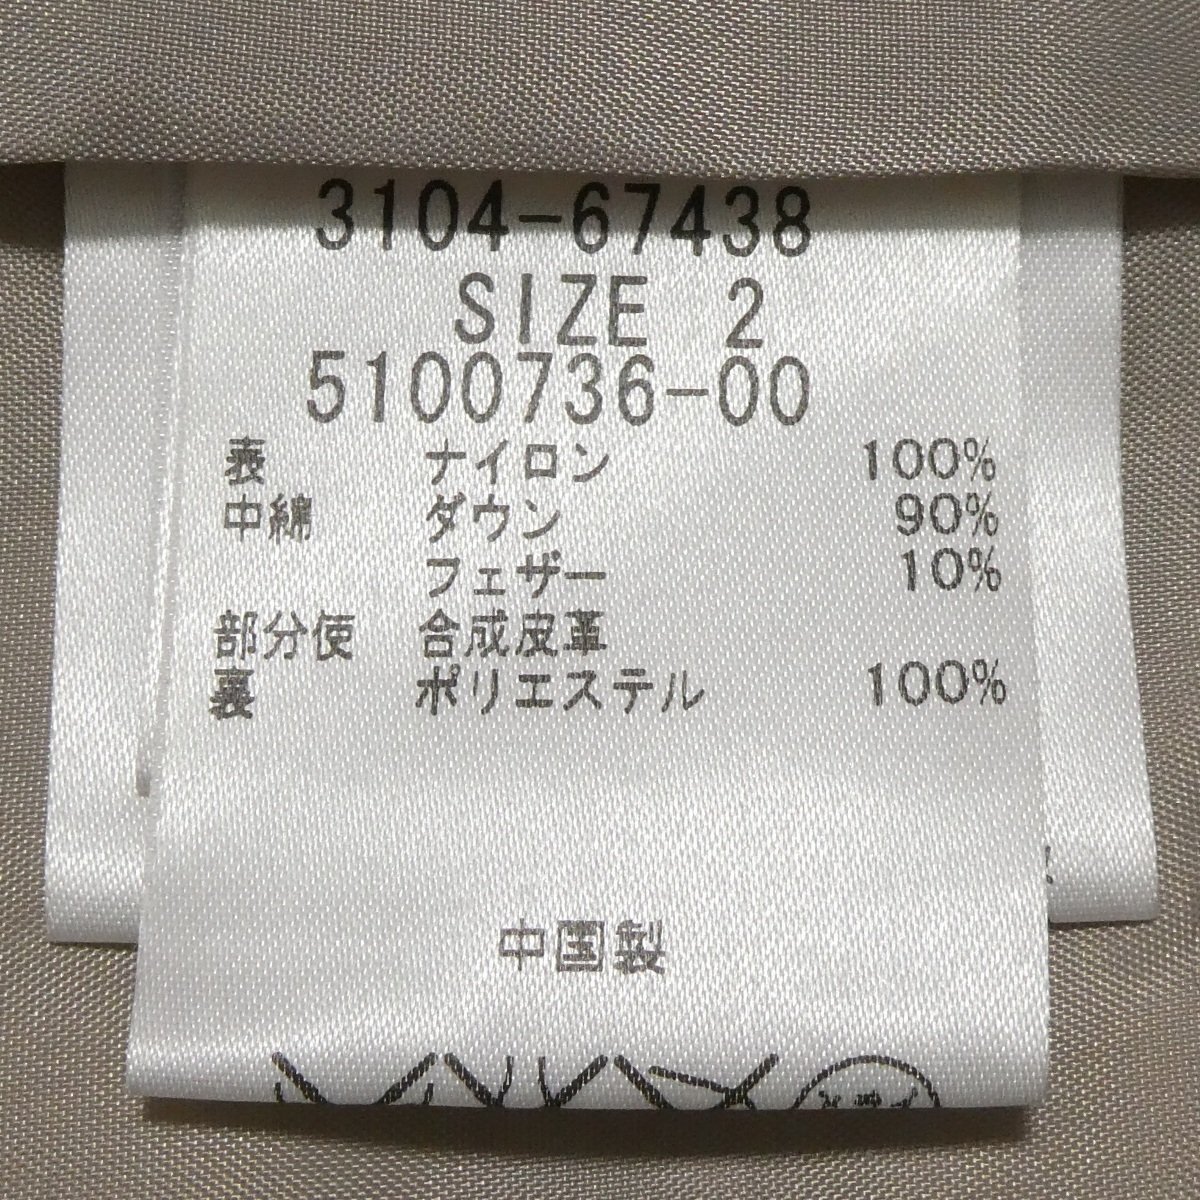 3104-67438
SIZE 2
5100736-00
表 ナイロン 100%
中綿 ダウン 90%
フェザー 10%
部分使 合成皮革
裏 ポリエステル 100%
中国製